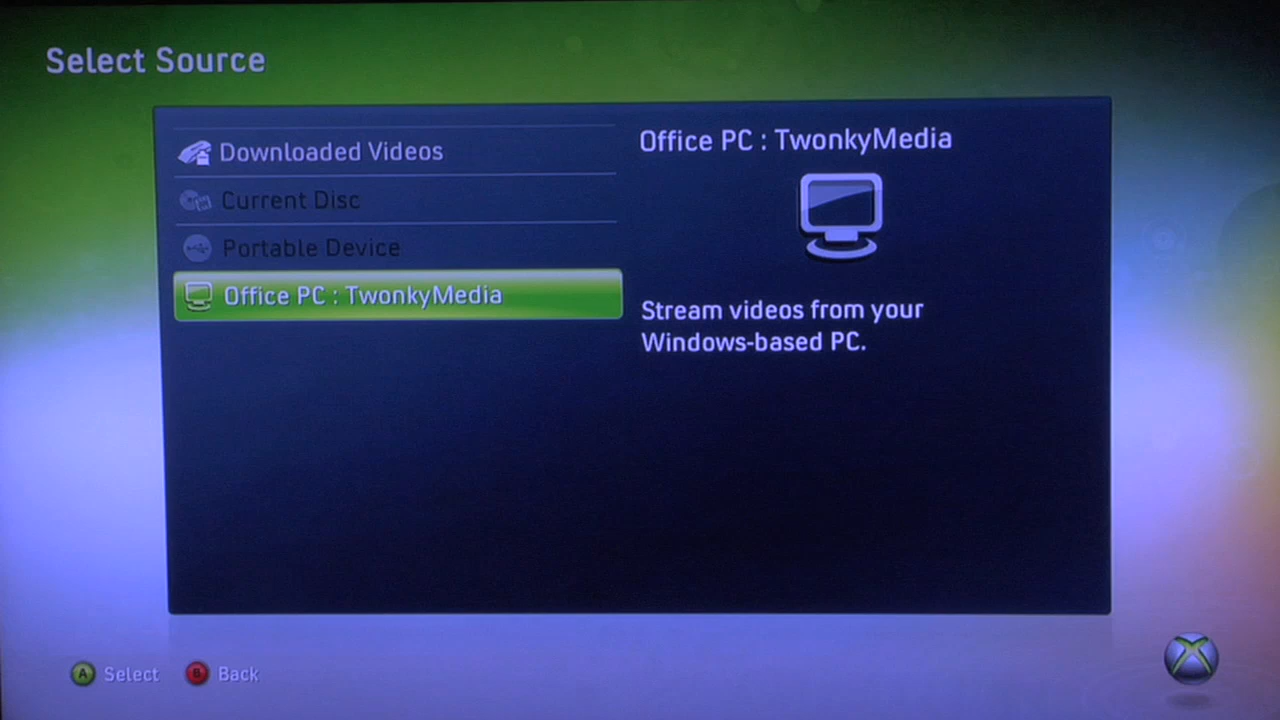 Select Source
Downloaded Videos
Current Disc
Portable Device
Office PC : TwonkyMedia
Office PC : TwonkyMedia
Stream videos from your
Windows-based PC.
A Select B Back